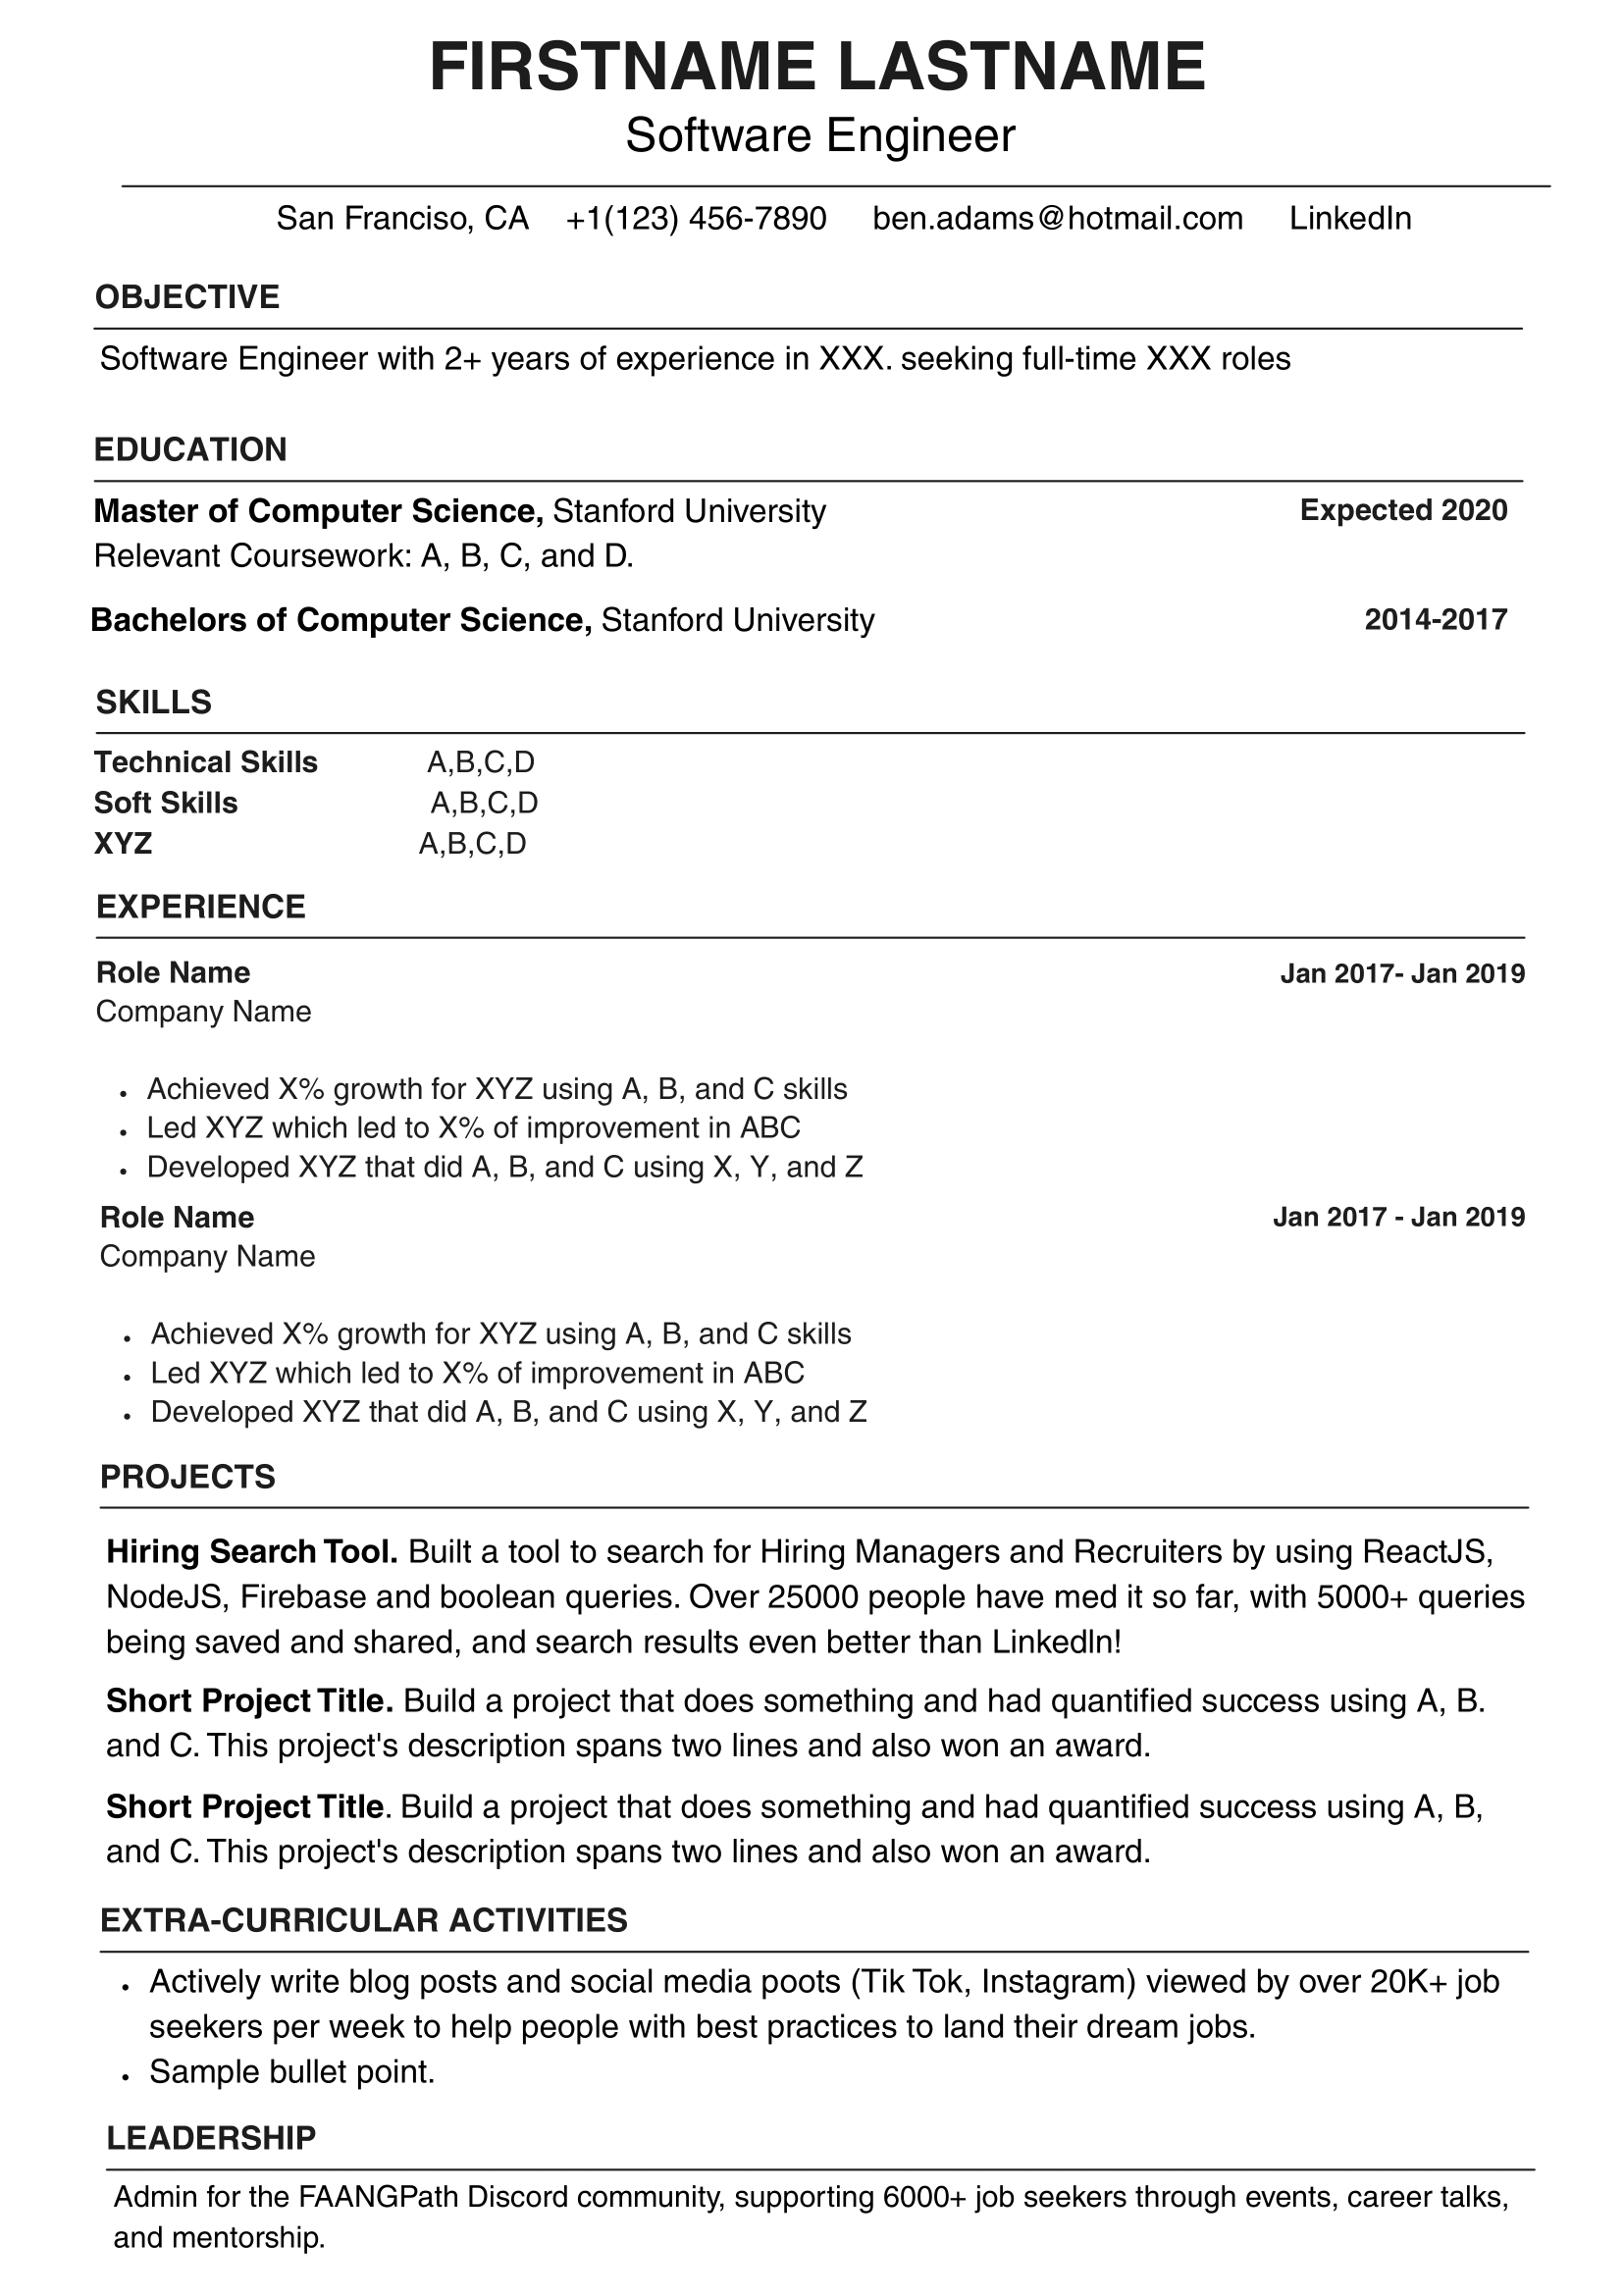 FIRSTNAME LASTNAME
Software Engineer
San Franciso, CA +1(123) 456-7890 ben.adams@hotmail.com LinkedIn
OBJECTIVE
Software Engineer with 2+ years of experience in XXX. seeking full-time XXX roles
EDUCATION
Master of Computer Science, Stanford University Expected 2020
Relevant Coursework: A, B, C, and D.
Bachelors of Computer Science, Stanford University 2014-2017
SKILLS
Technical Skills A,B,C,D
Soft Skills A,B,C,D
XYZ A,B,C,D
EXPERIENCE
Role Name Jan 2017- Jan 2019
Company Name
• Achieved X% growth for XYZ using A, B, and C skills
• Led XYZ which led to X% of improvement in ABC
• Developed XYZ that did A, B, and C using X, Y, and Z
Role Name Jan 2017 - Jan 2019
Company Name
• Achieved X% growth for XYZ using A, B, and C skills
• Led XYZ which led to X% of improvement in ABC
• Developed XYZ that did A, B, and C using X, Y, and Z
PROJECTS
Hiring Search Tool. Built a tool to search for Hiring Managers and Recruiters by using ReactJS,
NodeJS, Firebase and boolean queries. Over 25000 people have med it so far, with 5000+ queries
being saved and shared, and search results even better than LinkedIn!
Short Project Title. Build a project that does something and had quantified success using A, B.
and C. This project's description spans two lines and also won an award.
Short Project Title. Build a project that does something and had quantified success using A, B,
and C. This project's description spans two lines and also won an award.
EXTRA-CURRICULAR ACTIVITIES
• Actively write blog posts and social media poots (Tik Tok, Instagram) viewed by over 20K+ job
seekers per week to help people with best practices to land their dream jobs.
• Sample bullet point.
LEADERSHIP
Admin for the FAANGPath Discord community, supporting 6000+ job seekers through events, career talks,
and mentorship.